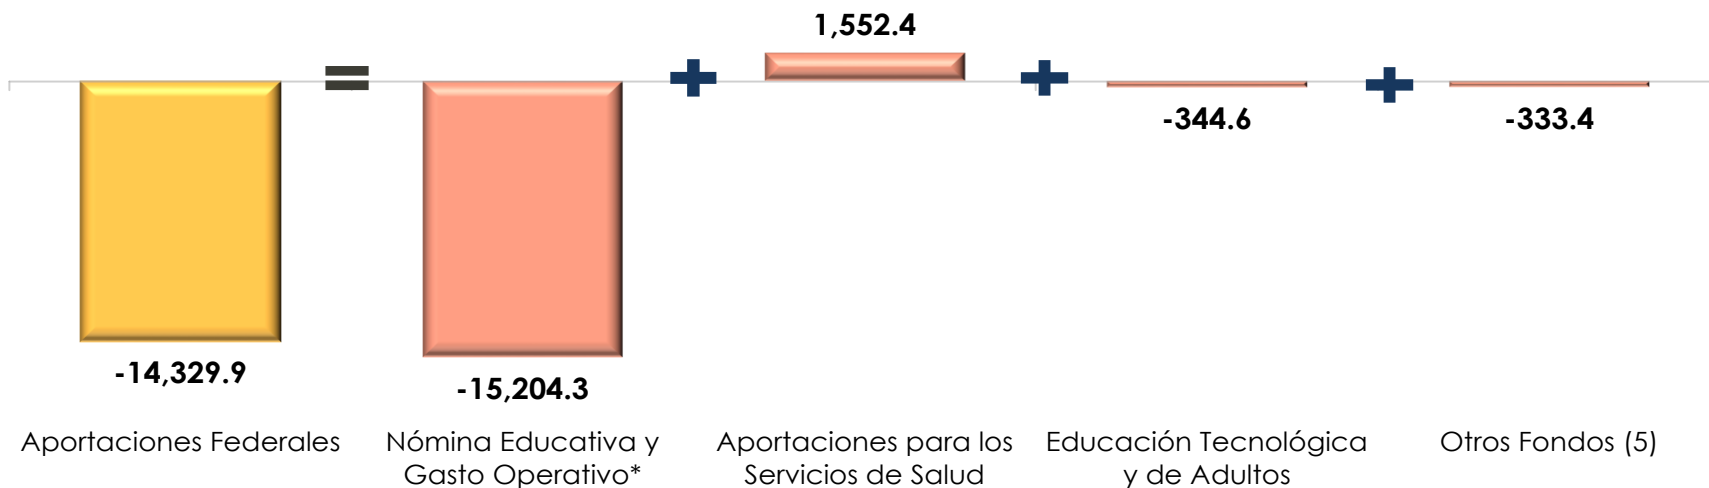 1,552.4
-344.6
-333.4
-14,329.9
-15,204.3
Aportaciones Federales
Nómina Educativa y
Gasto Operativo*
Aportaciones para los
Servicios de Salud
Educación Tecnológica
y de Adultos
Otros Fondos (5)